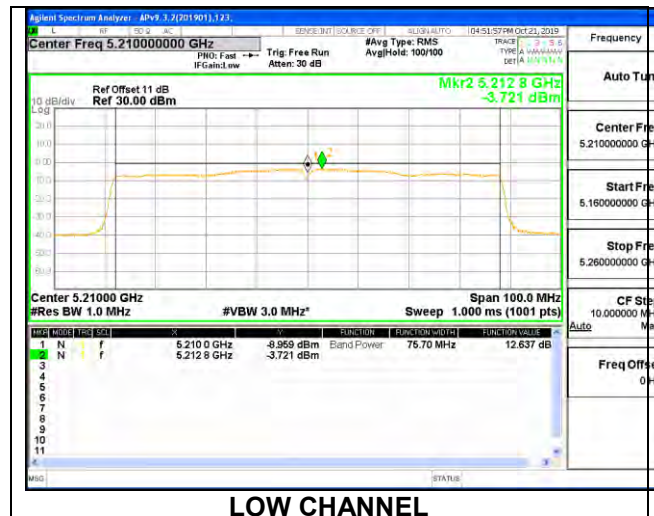 Agilent Spectrum Analyzer - APv9.3.2(201901),123,
L RF 50 Ω AC SENSE:INT SOURCE OFF ALIGN AUTO 04:51:57 PM Oct 21, 2019
Center Freq 5.210000000 GHz
PNO: Fast
IFGain:Low
Trig: Free Run
Atten: 30 dB
#Avg Type: RMS
Avg|Hold: 100/100
TRACE
TYPE
DET
Frequency
Auto Tun
Mkr2 5.212 8 GHz
-3.721 dBm
Ref Offset 11 dB
10 dB/div Ref 30.00 dBm
Log
Center Fre
5.210000000 GH
Start Fre
5.160000000 GH
Stop Fre
5.260000000 GH
Center 5.21000 GHz Span 100.0 MHz
#Res BW 1.0 MHz #VBW 3.0 MHz* Sweep 1.000 ms (1001 pts)
CF Ste
10.000000 MH
Auto Ma
MKR MODE TRC SCL X Y FUNCTION FUNCTION WIDTH FUNCTION VALUE
1 N f 5.210 0 GHz -8.959 dBm Band Power 75.70 MHz 12.637 dB
2 N f 5.212 8 GHz -3.721 dBm
3
4
5
6
7
8
9
10
11
Freq Offse
0 H
MSG STATUS
LOW CHANNEL